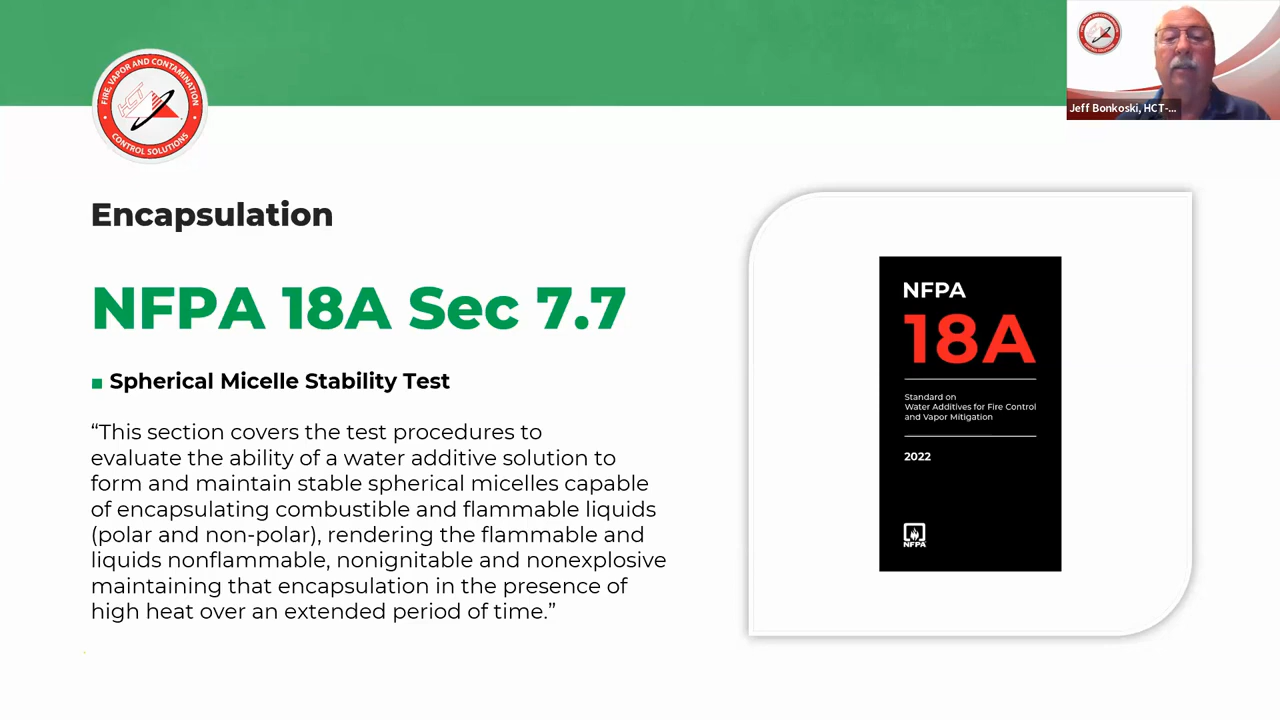 FIRE, VAPOR AND CONTAMINATION
HCT
CONTROL SOLUTIONS
Jeff Bonkoski, HCT-...
Encapsulation
NFPA 18A Sec 7.7
Spherical Micelle Stability Test
“This section covers the test procedures to
evaluate the ability of a water additive solution to
form and maintain stable spherical micelles capable
of encapsulating combustible and flammable liquids
(polar and non-polar), rendering the flammable and
liquids nonflammable, nonignitable and nonexplosive
maintaining that encapsulation in the presence of
high heat over an extended period of time.”
NFPA
18A
Standard on
Water Additives for Fire Control
and Vapor Mitigation
2022
NFPA